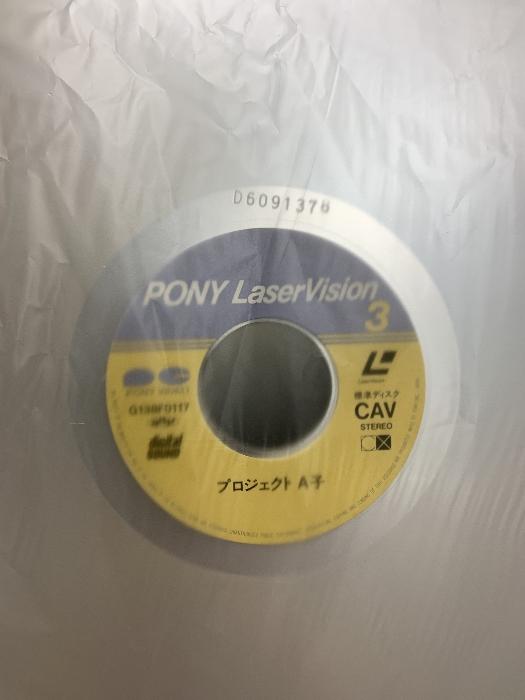 D6091376
PONY LaserVision
3
PONY VIDEO
G138F0117
digital
SOUND
LaserVision
標準ディスク
CAV
STEREO
プロジェクト A子